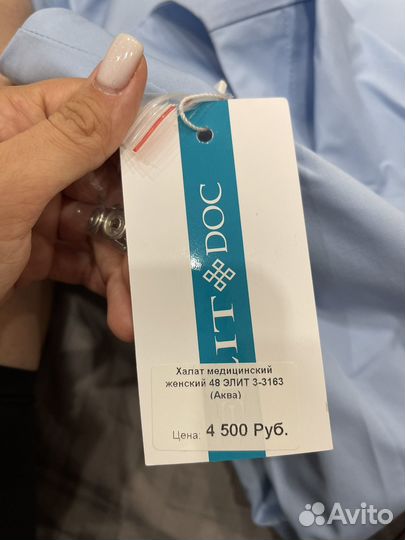 LIT DOC
Халат медицинский
женский 48 ЭЛИТ 3-3163
(Аква)
Цена: 4 500 Руб.
Avito